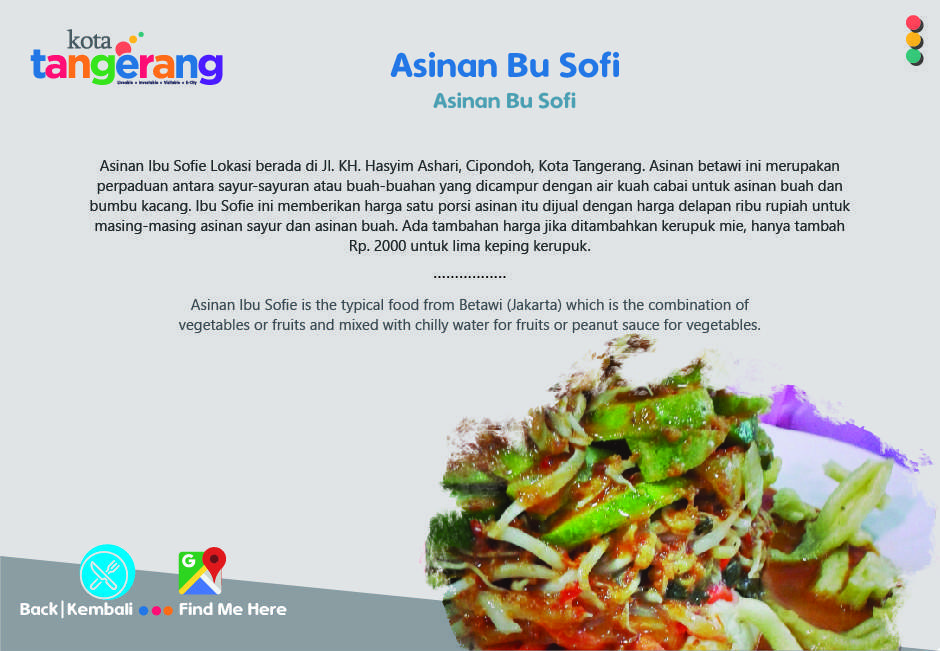 kota
tangerang
Liveable • Investable • Visitable • E-City
Asinan Bu Sofi
Asinan Bu Sofi
Asinan Ibu Sofie Lokasi berada di Jl. KH. Hasyim Ashari, Cipondoh, Kota Tangerang. Asinan betawi ini merupakan
perpaduan antara sayur-sayuran atau buah-buahan yang dicampur dengan air kuah cabai untuk asinan buah dan
bumbu kacang. Ibu Sofie ini memberikan harga satu porsi asinan itu dijual dengan harga delapan ribu rupiah untuk
masing-masing asinan sayur dan asinan buah. Ada tambahan harga jika ditambahkan kerupuk mie, hanya tambah
Rp. 2000 untuk lima keping kerupuk.
.................
Asinan Ibu Sofie is the typical food from Betawi (Jakarta) which is the combination of
vegetables or fruits and mixed with chilly water for fruits or peanut sauce for vegetables.
G
Back|Kembali ••• Find Me Here